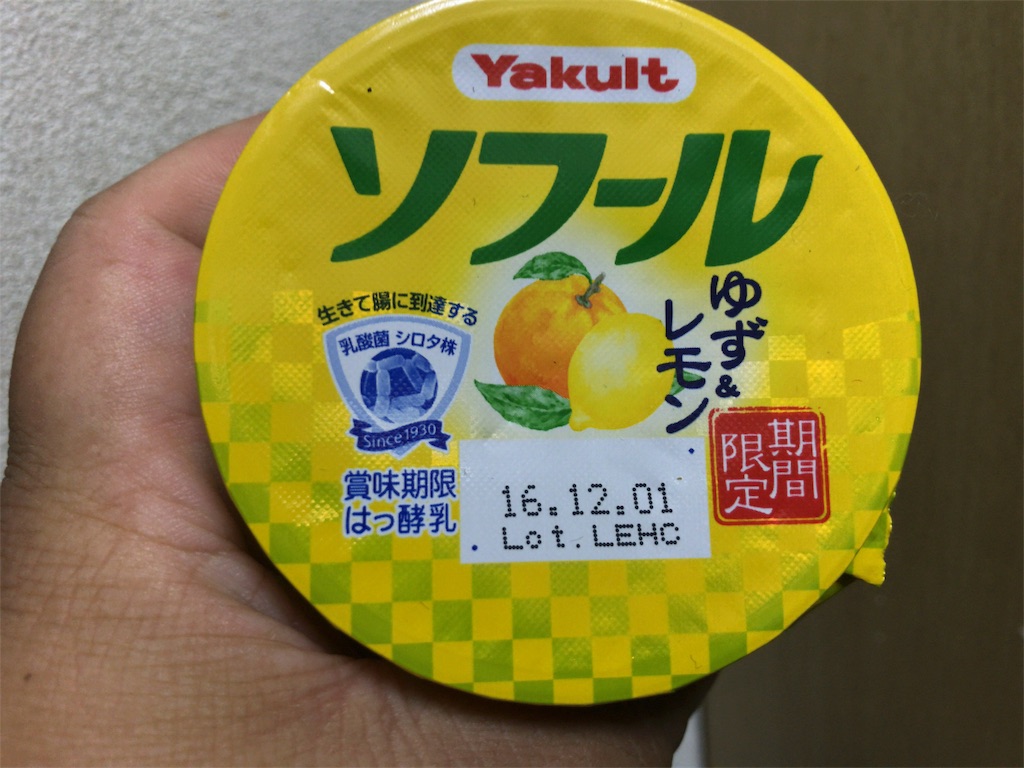 Yakult
ソフール
ゆず&
レモン
生きて腸に到達する
乳酸菌 シロタ株
Since 1930
期間
限定
賞味期限
はっ酵乳
16.12.01
Lot.LEHC